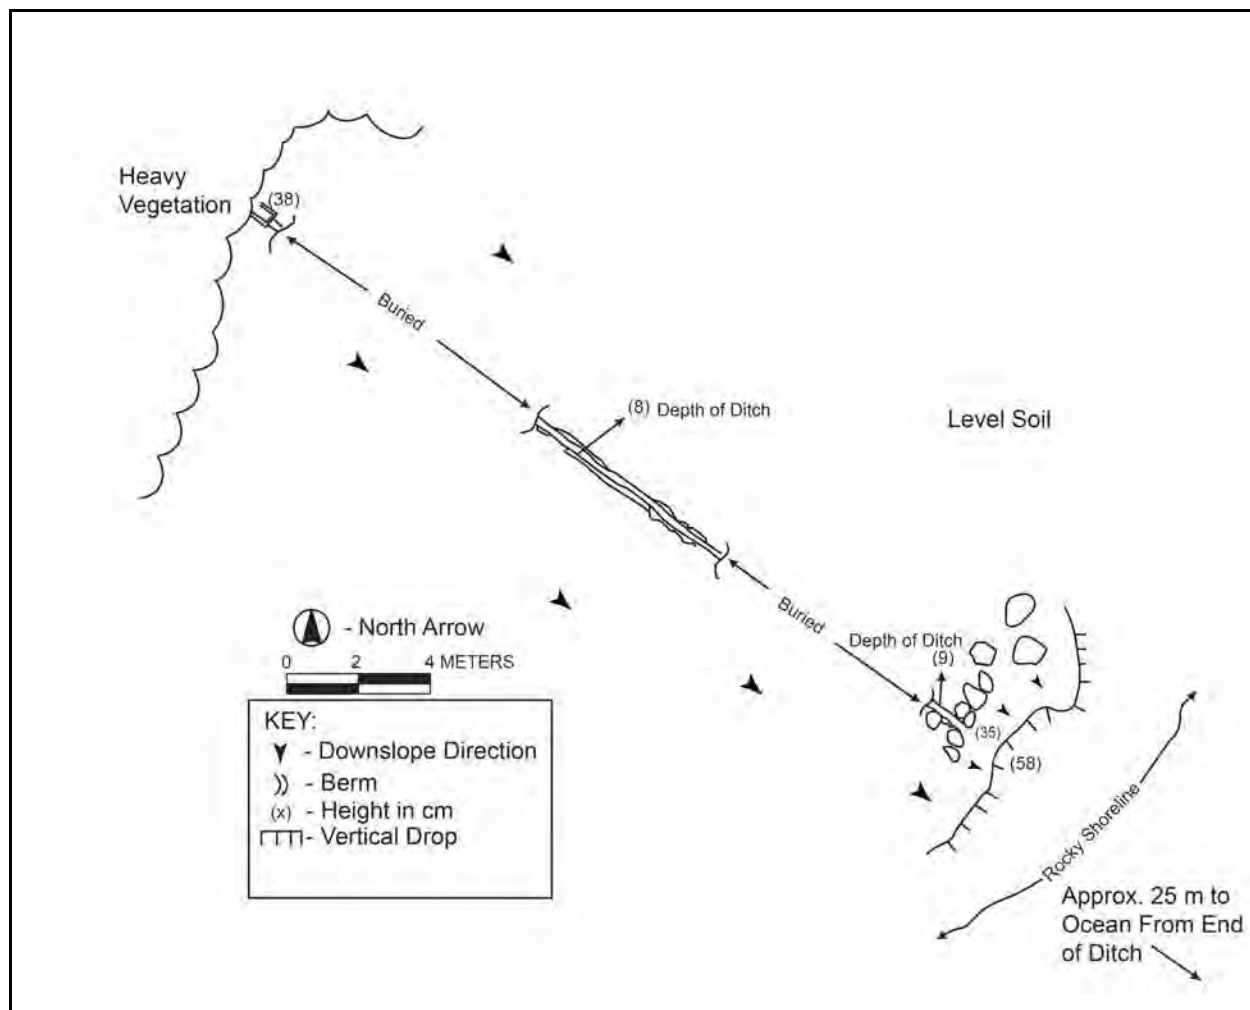 Heavy
Vegetation
(38)
Buried
(8) Depth of Ditch
Level Soil
Buried
Depth of Ditch
(9)
(35)
(58)
- North Arrow
0 2 4 METERS
KEY:
- Downslope Direction
- Berm
(x) - Height in cm
- Vertical Drop
Rocky Shoreline
Approx. 25 m to
Ocean From End
of Ditch